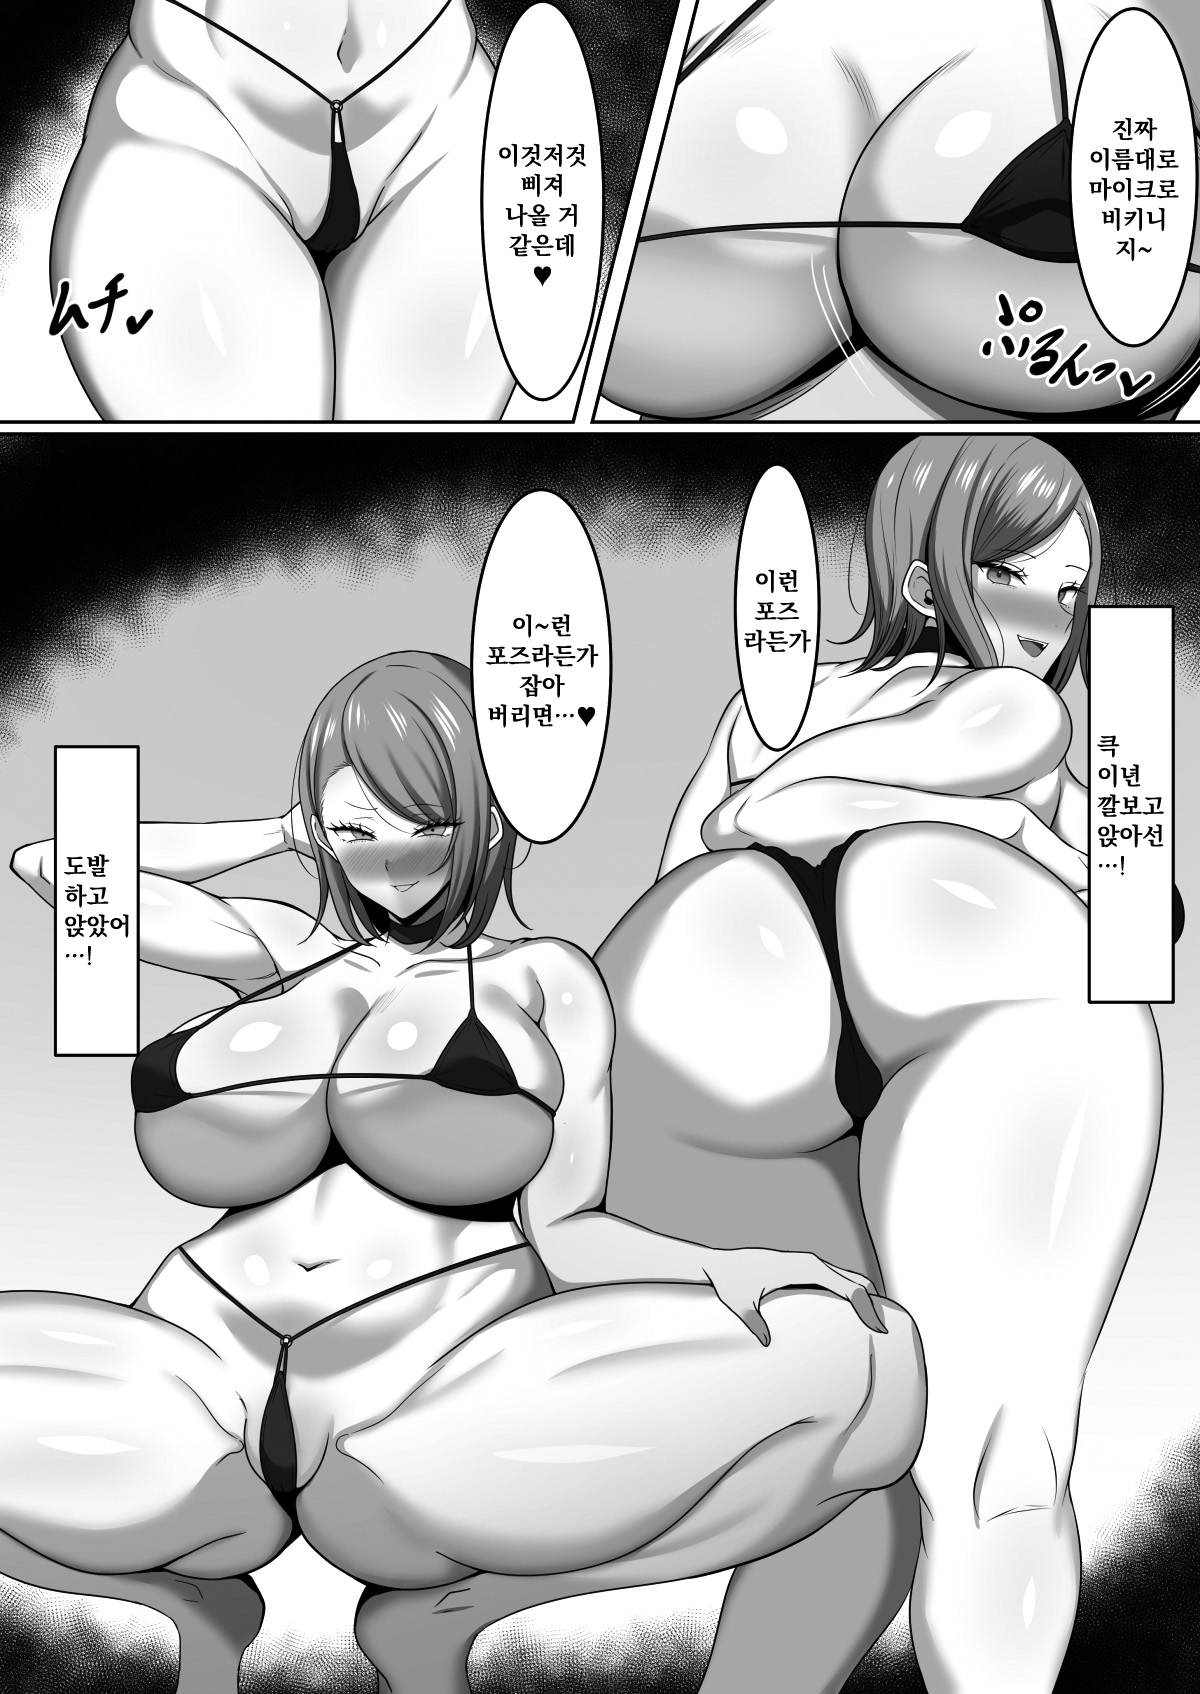 진짜
이름대로
마이크로
비키니
지~
ぷるんっ
이것저것
삐져
나올 거
같은데
♥
ムチ
이런
포즈
라든가
큭
이년
깔보고
앉아선
…!
이~런
포즈라든가
잡아
버리면…♥
도발
하고
앉았어
…!